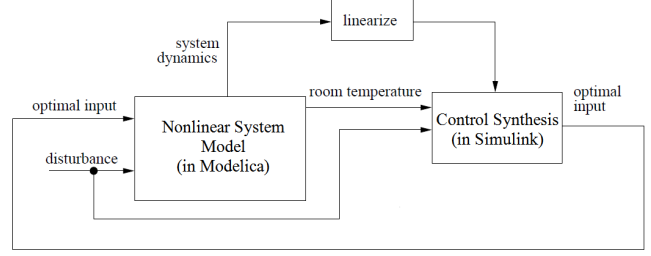 linearize
system
dynamics
room temperature
optimal input
optimal
input
Nonlinear System
Model
(in Modelica)
Control Synthesis
(in Simulink)
disturbance